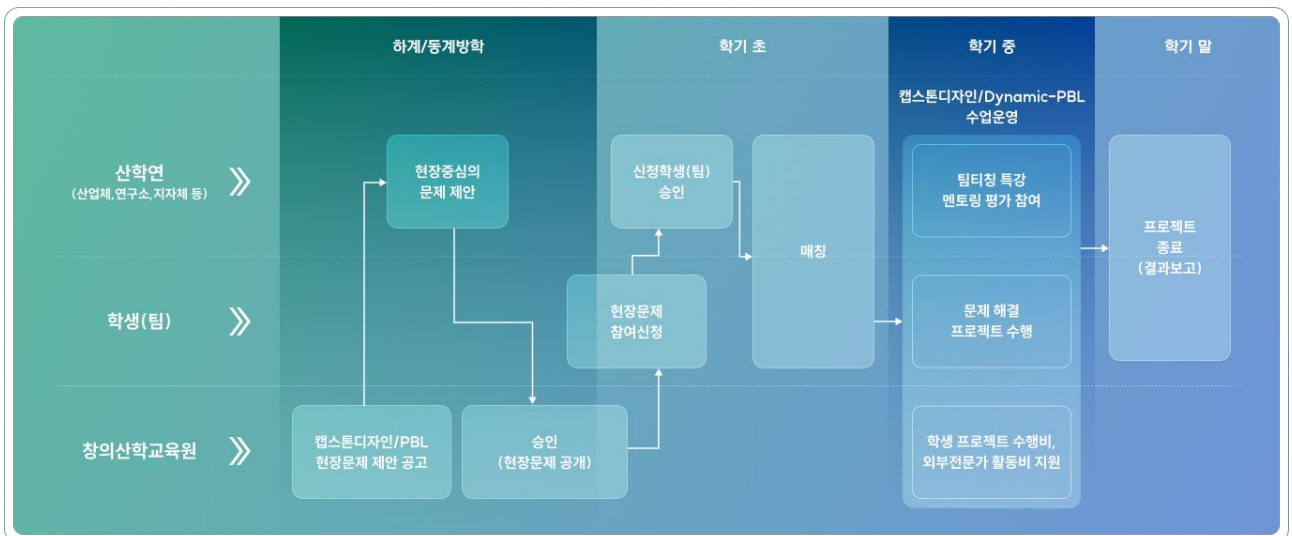 하계/동계방학
학기 초
학기 중
학기 말
캡스톤디자인/Dynamic-PBL
수업운영
산학연
(산업체,연구소,지자체 등)
현장중심의
문제 제안
신청학생(팀)
승인
매칭
팀티칭 특강
멘토링 평가 참여
프로젝트
종료
(결과보고)
학생(팀)
현장문제
참여신청
문제 해결
프로젝트 수행
창의산학교육원
캡스톤디자인/PBL
현장문제 제안 공고
승인
(현장문제 공개)
학생 프로젝트 수행비,
외부전문가 활동비 지원